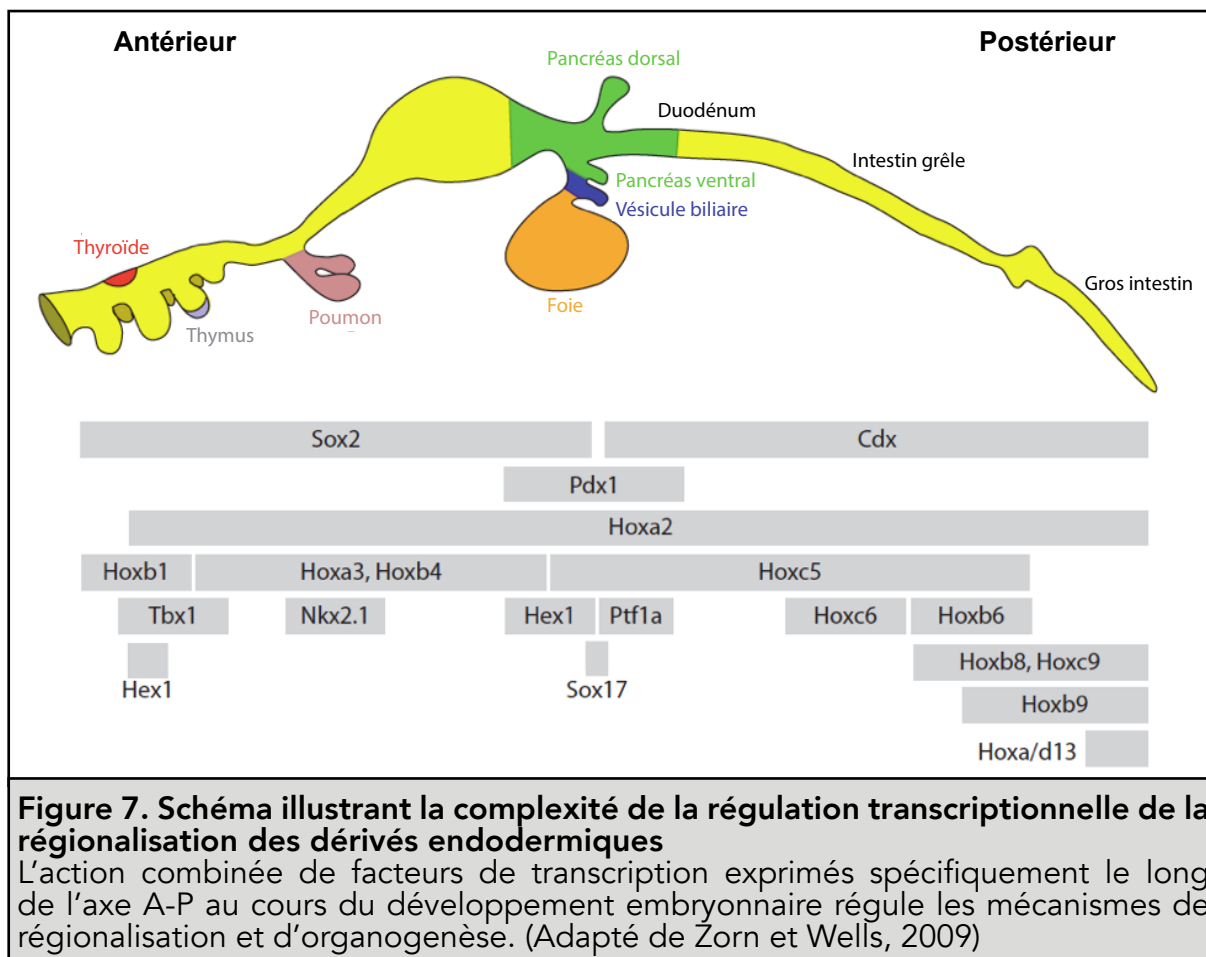 Antérieur
Postérieur
Pancréas dorsal
Duodénum
Intestin grêle
Pancréas ventral
Vésicule biliaire
Thyroïde
Gros intestin
Foie
Poumon
Thymus
Sox2
Cdx
Pdx1
Hoxa2
Hoxb1
Hoxa3, Hoxb4
Hoxc5
Tbx1
Nkx2.1
Hex1
Ptf1a
Hoxc6
Hoxb6
Hex1
Sox17
Hoxb8, Hoxc9
Hoxb9
Hoxa/d13
Figure 7. Schéma illustrant la complexité de la régulation transcriptionnelle de la
régionalisation des dérivés endodermiques
L'action combinée de facteurs de transcription exprimés spécifiquement le long
de l'axe A-P au cours du développement embryonnaire régule les mécanismes de
régionalisation et d'organogenèse. (Adapté de Zorn et Wells, 2009)